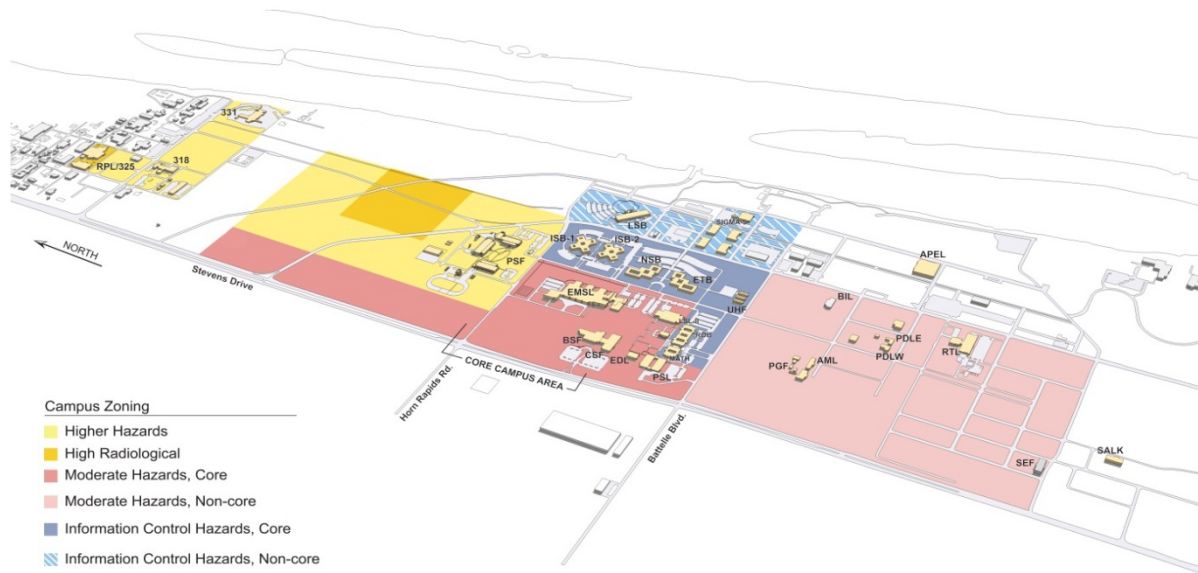 331
318
RPL/325
NORTH
Stevens Drive
LSB
SIGMA
ISB-1
ISB-2
PSF
NSB
ETB
APEL
EMSL
UHF
BIL
BSF
CSF
EDL
MATH
PSL
PDLE
PDLW
RTL
PGF
AML
CORE CAMPUS AREA
Horn Rapids Rd.
Battelle Blvd.
SEF
SALK
Campus Zoning
Higher Hazards
High Radiological
Moderate Hazards, Core
Moderate Hazards, Non-core
Information Control Hazards, Core
Information Control Hazards, Non-core